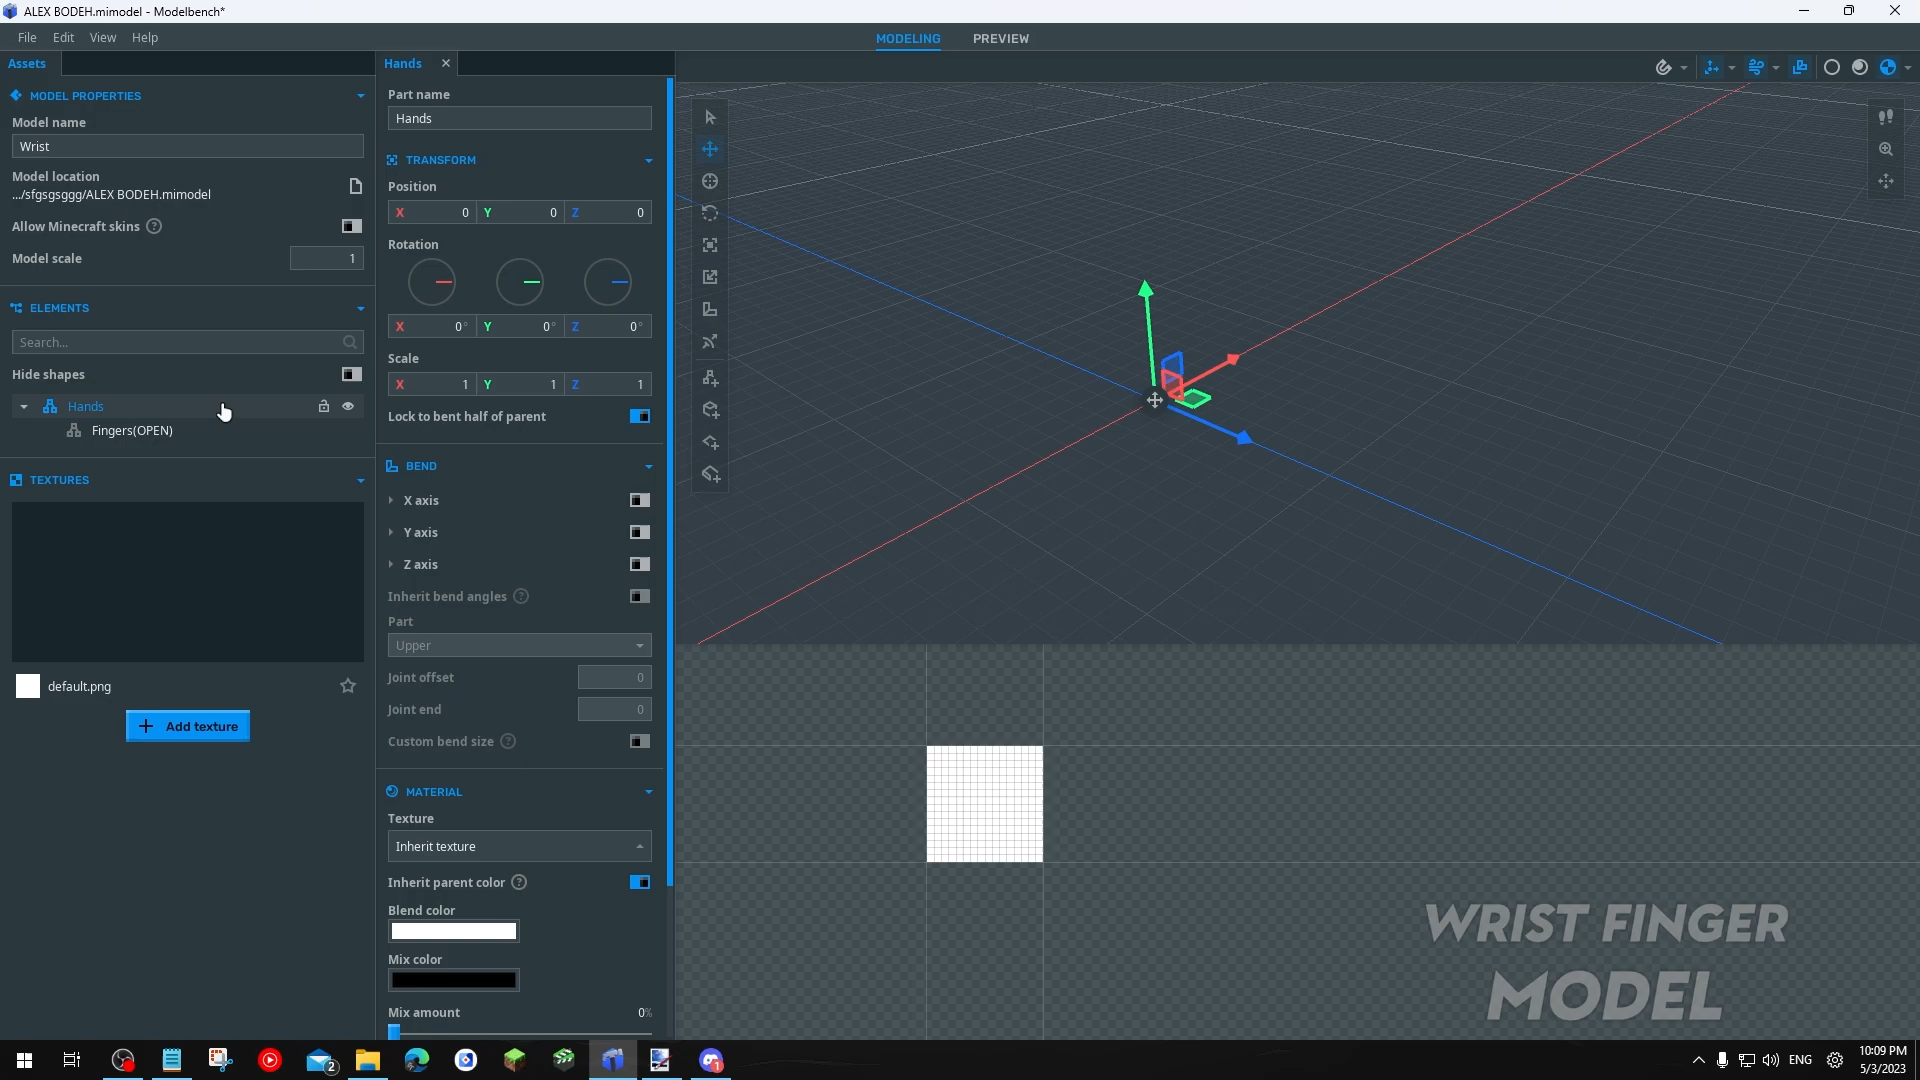 ALEX BODEH.mimodel - Modelbench*
File Edit View Help
MODELING PREVIEW
Assets
MODEL PROPERTIES
Model name
Wrist
Model location
.../sfgsgsggg/ALEX BODEH.mimodel
Allow Minecraft skins ?
Model scale 1
ELEMENTS
Search...
Hide shapes
Hands
Fingers(OPEN)
TEXTURES
default.png
+ Add texture
Hands ×
Part name
Hands
TRANSFORM
Position
X 0 Y 0 Z 0
Rotation
X 0° Y 0° Z 0°
Scale
X 1 Y 1 Z 1
Lock to bent half of parent
BEND
X axis
Y axis
Z axis
Inherit bend angles ?
Part
Upper
Joint offset 0
Joint end 0
Custom bend size ?
MATERIAL
Texture
Inherit texture
Inherit parent color ?
Blend color
Mix color
Mix amount 0%
WRIST FINGER
MODEL
2
1
ENG
10:09 PM
5/3/2023